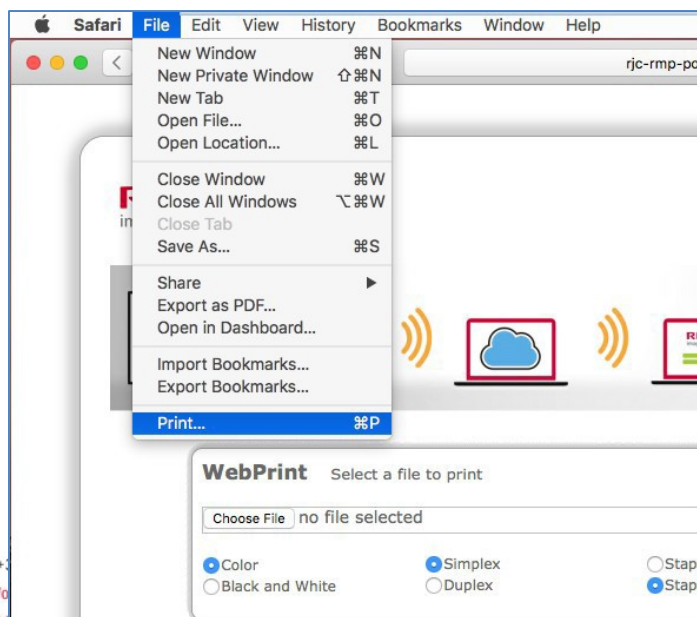 Safari File Edit View History Bookmarks Window Help
rjc-rmp-po
New Window ⌘N
New Private Window ⇧⌘N
New Tab ⌘T
Open File... ⌘O
Open Location... ⌘L
Close Window ⌘W
Close All Windows ⌥⌘W
Close Tab
Save As... ⌘S
Share ▶
Export as PDF...
Open in Dashboard...
Import Bookmarks...
Export Bookmarks...
Print... ⌘P
WebPrint Select a file to print
Choose File no file selected
Color Simplex Stap
Black and White Duplex Stap